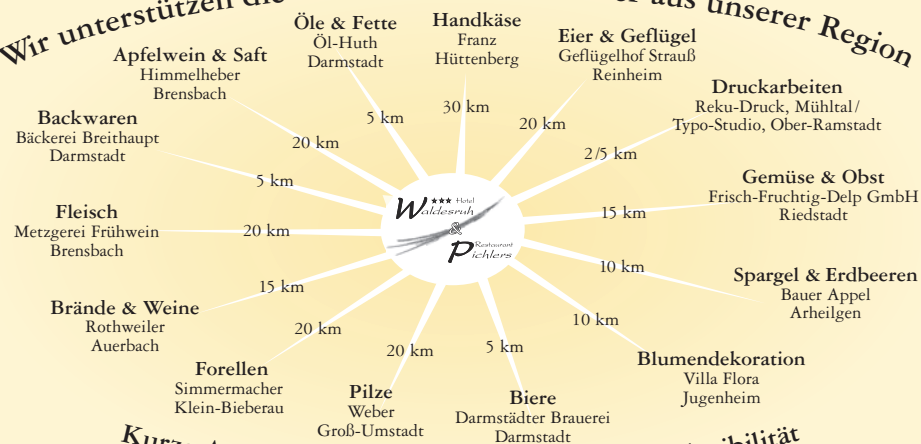 Wir unterstützen die
aus unserer Region
Öle & Fette
Öl-Huth
Darmstadt
5 km
Handkäse
Franz
Hüttenberg
30 km
Eier & Geflügel
Geflügelhof Strauß
Reinheim
20 km
Druckarbeiten
Reku-Druck, Mühltal/
Typo-Studio, Ober-Ramstadt
2/5 km
Gemüse & Obst
Frisch-Fruchtig-Delp GmbH
Riedstadt
15 km
Spargel & Erdbeeren
Bauer Appel
Arheilgen
10 km
Blumendekoration
Villa Flora
Jugenheim
10 km
Biere
Darmstädter Brauerei
Darmstadt
5 km
Pilze
Weber
Groß-Umstadt
20 km
Forellen
Simmermacher
Klein-Bieberau
20 km
Brände & Weine
Rothweiler
Auerbach
15 km
Fleisch
Metzgerei Frühwein
Brensbach
20 km
Backwaren
Bäckerei Breithaupt
Darmstadt
5 km
Apfelwein & Saft
Himmelheber
Brensbach
20 km
*** Hotel
Waldesruh
&
Restaurant
Pichlers